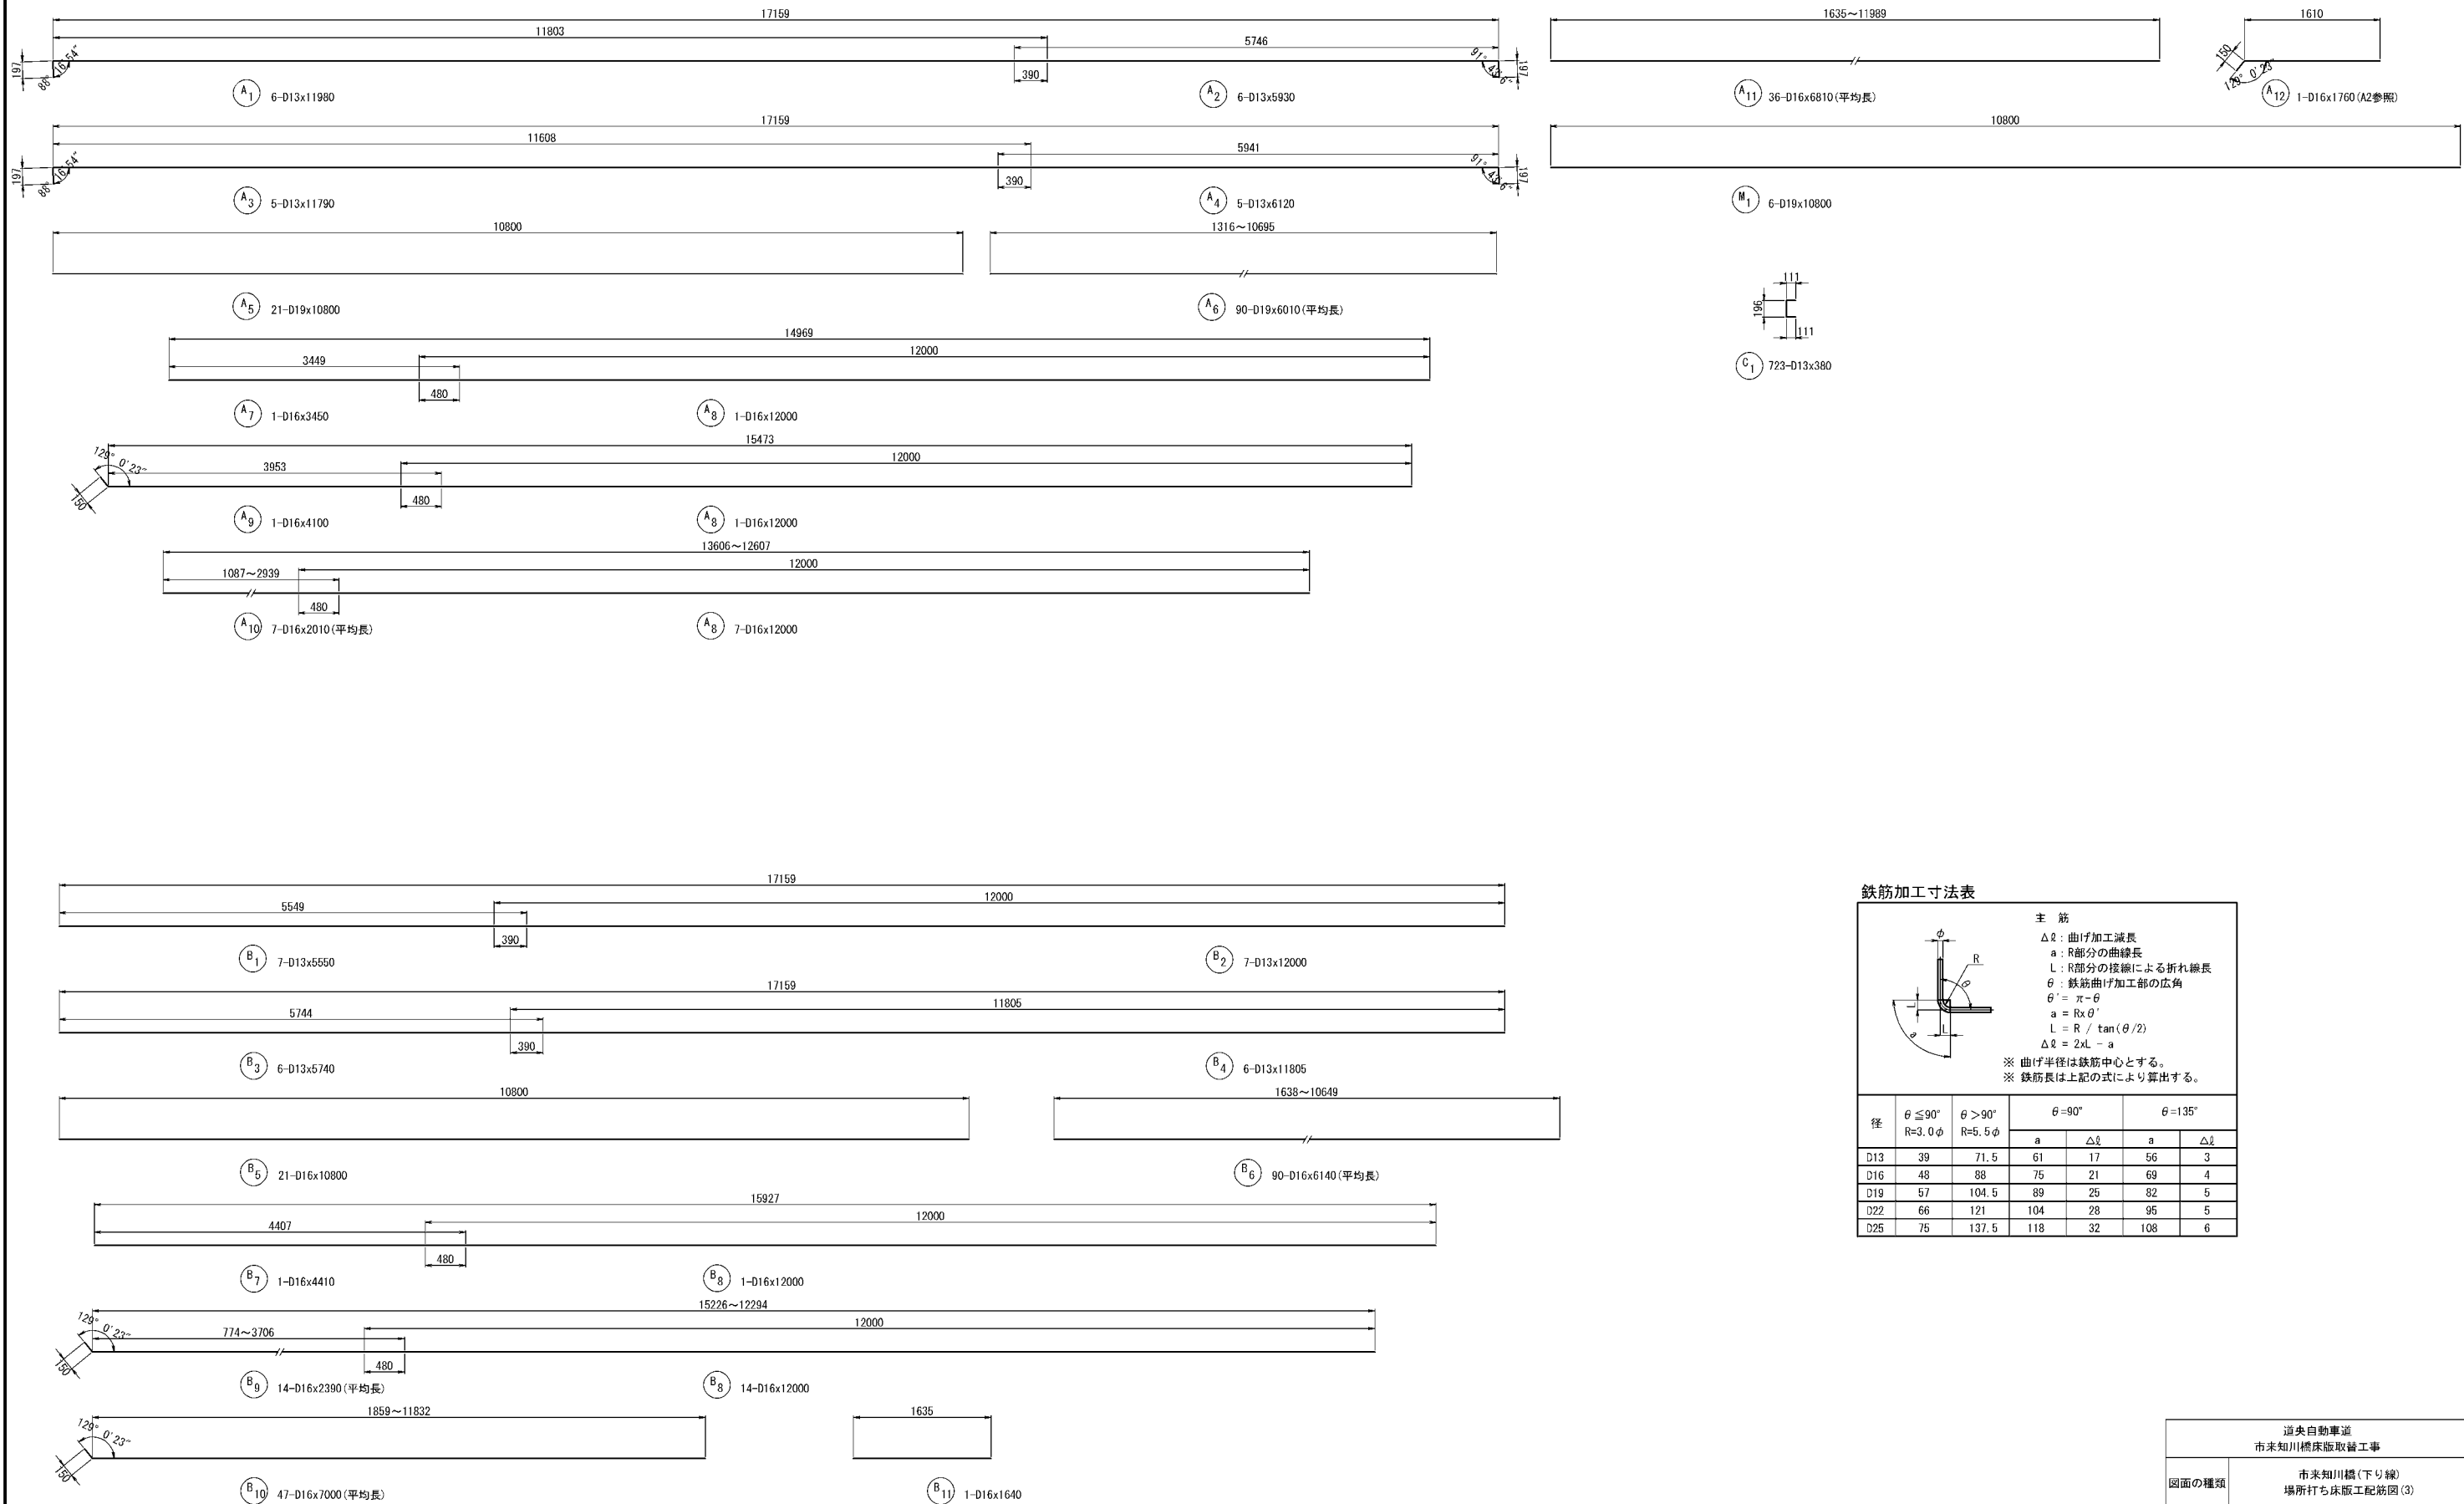 17159
11803
5746
390
197
88° 16'54"
91° 43'6"
197
A1 6-D13x11980
A2 6-D13x5930
1635～11989
A11 36-D16x6810(平均長)
1610
150
129° 0'23"
A12 1-D16x1760(A2参照)
17159
11608
5941
390
197
88° 16'54"
91° 43'6"
197
A3 5-D13x11790
A4 5-D13x6120
10800
M1 6-D19x10800
10800
A5 21-D19x10800
1316～10695
A6 90-D19x6010(平均長)
111
196
111
C1 723-D13x380
14969
12000
3449
480
A7 1-D16x3450
A8 1-D16x12000
15473
12000
3953
129° 0'23"
150
480
A9 1-D16x4100
A8 1-D16x12000
13606～12607
12000
1087～2939
480
A10 7-D16x2010(平均長)
A8 7-D16x12000
17159
12000
5549
390
B1 7-D13x5550
B2 7-D13x12000
17159
11805
5744
390
B3 6-D13x5740
B4 6-D13x11805
10800
B5 21-D16x10800
1638～10649
B6 90-D16x6140(平均長)
15927
12000
4407
480
B7 1-D16x4410
B8 1-D16x12000
15226～12294
12000
774～3706
129° 0'23"
150
480
B9 14-D16x2390(平均長)
B8 14-D16x12000
1859～11832
129° 0'23"
150
B10 47-D16x7000(平均長)
1635
B11 1-D16x1640
鉄筋加工寸法表
主 筋
φ
R
θ
L
L
a
Δℓ : 曲げ加工減長
a : R部分の曲線長
L : R部分の接線による折れ線長
θ : 鉄筋曲げ加工部の広角
θ' = π-θ
a = Rxθ'
L = R / tan(θ/2)
Δℓ = 2xL - a
※ 曲げ半径は鉄筋中心とする。
※ 鉄筋長は上記の式により算出する。
径 θ≦90° R=3.0φ θ＞90° R=5.5φ θ=90° θ=135°
a Δℓ a Δℓ
D13 39 71.5 61 17 56 3
D16 48 88 75 21 69 4
D19 57 104.5 89 25 82 5
D22 66 121 104 28 95 5
D25 75 137.5 118 32 108 6
道央自動車道
市来知川橋床版取替工事
図面の種類
市来知川橋(下り線)
場所打ち床版工配筋図(3)